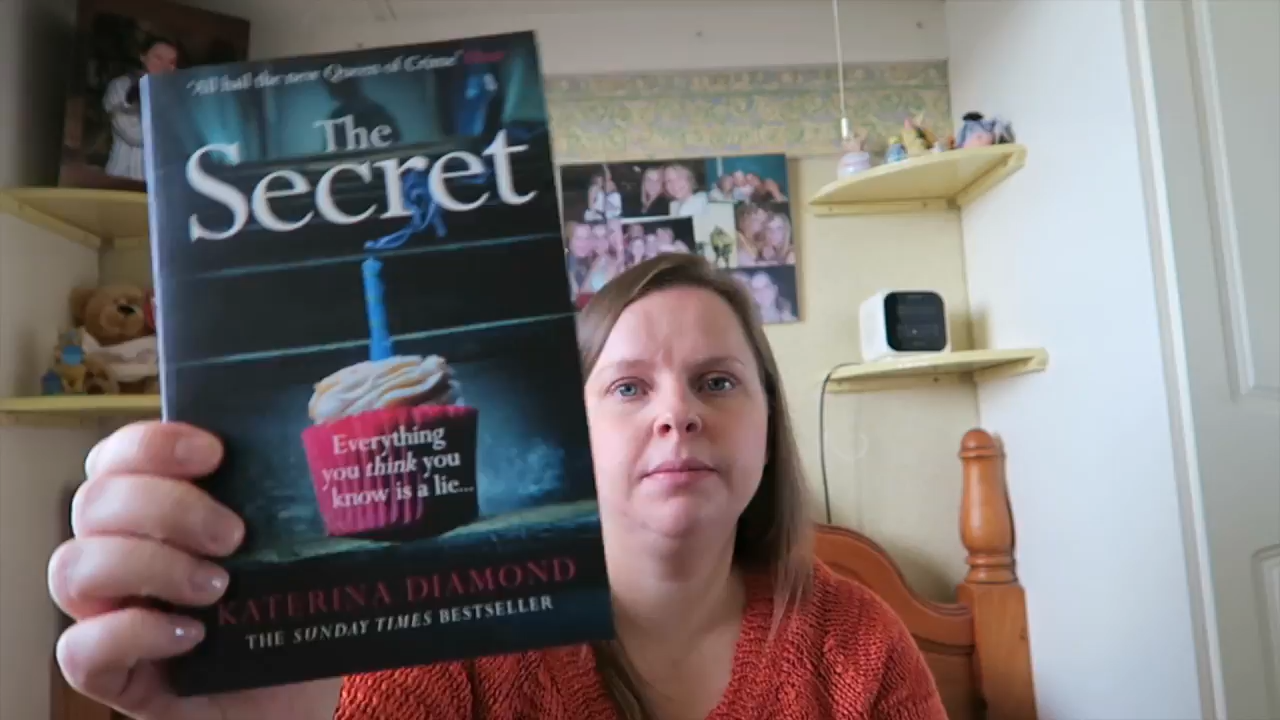 'All hail the new Queen of Crime' Heat
The
Secret
Everything
you think you
know is a lie...
KATERINA DIAMOND
THE SUNDAY TIMES BESTSELLER